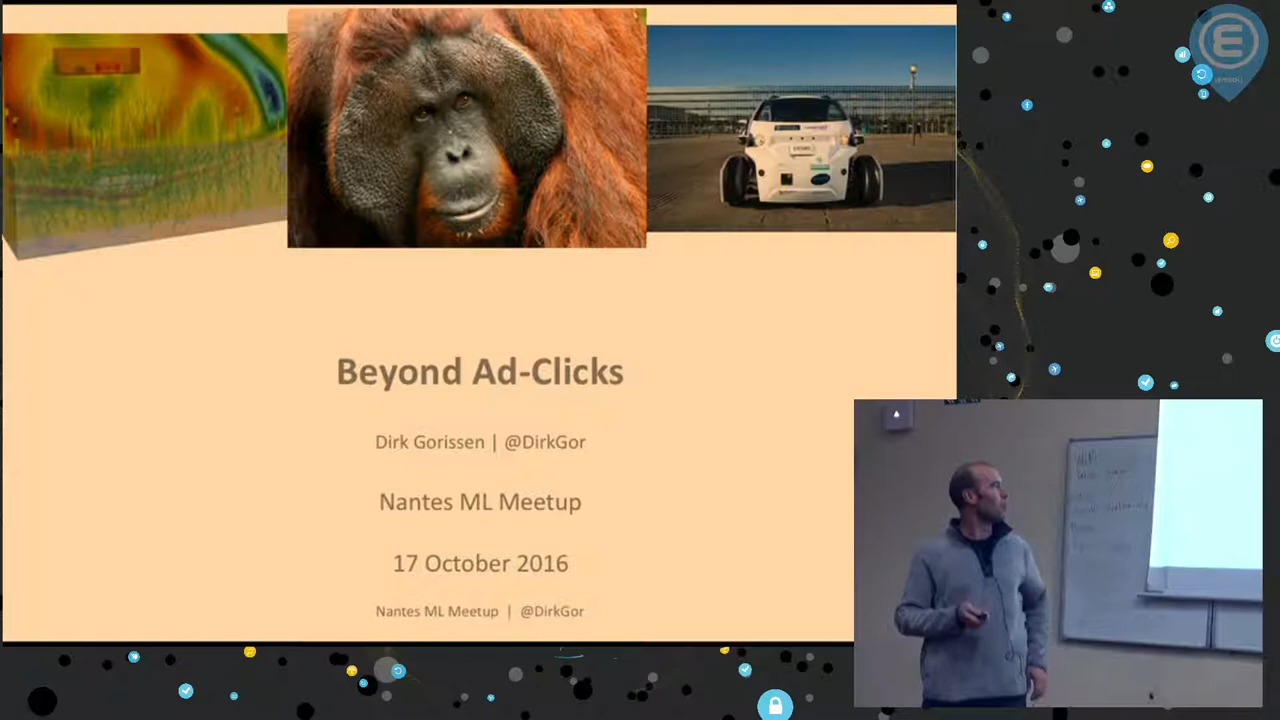 Beyond Ad-Clicks
Dirk Gorissen | @DirkGor
Nantes ML Meetup
17 October 2016
Nantes ML Meetup | @DirkGor